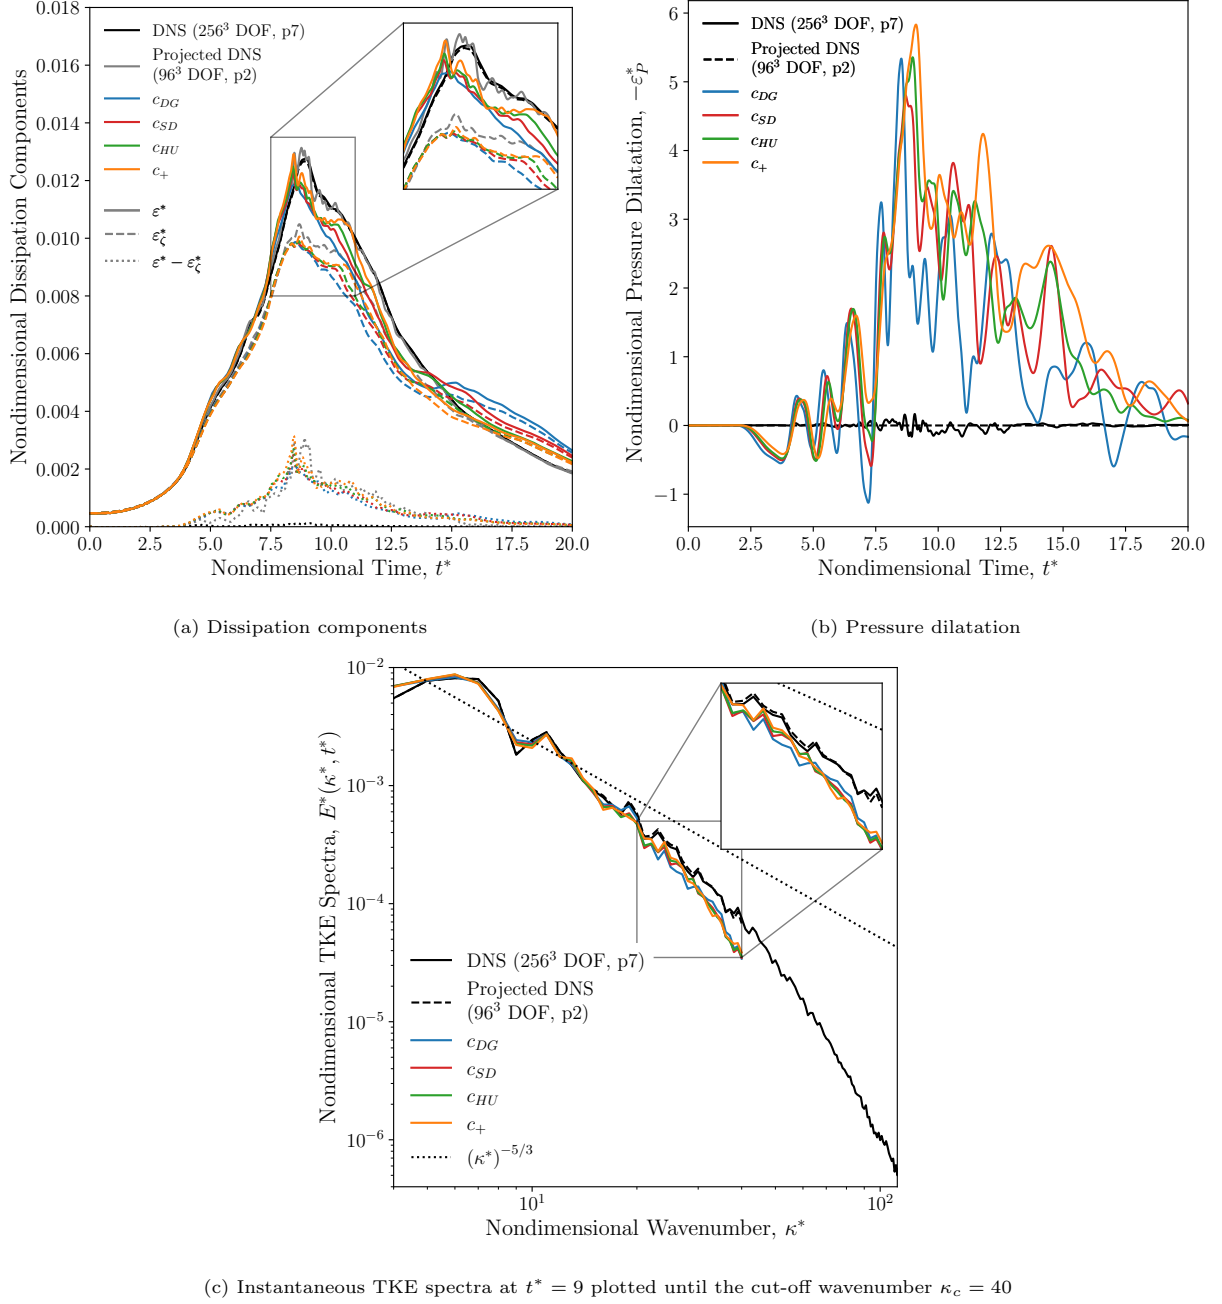 0.018
0.016
0.014
0.012
0.010
0.008
0.006
0.004
0.002
0.000
Nondimensional Dissipation Components
DNS (256³ DOF, p7)
Projected DNS
(96³ DOF, p2)
c_DG
c_SD
c_HU
c_+
ε*
ε*_ζ
ε* − ε*_ζ
0.0 2.5 5.0 7.5 10.0 12.5 15.0 17.5 20.0
Nondimensional Time, t*
(a) Dissipation components
6
5
4
3
2
1
0
−1
Nondimensional Pressure Dilatation, −ε*_P
DNS (256³ DOF, p7)
Projected DNS
(96³ DOF, p2)
c_DG
c_SD
c_HU
c_+
0.0 2.5 5.0 7.5 10.0 12.5 15.0 17.5 20.0
Nondimensional Time, t*
(b) Pressure dilatation
10⁻²
10⁻³
10⁻⁴
10⁻⁵
10⁻⁶
Nondimensional TKE Spectra, E*(κ*, t*)
DNS (256³ DOF, p7)
Projected DNS
(96³ DOF, p2)
c_DG
c_SD
c_HU
c_+
(κ*)^−5/3
10¹ 10²
Nondimensional Wavenumber, κ*
(c) Instantaneous TKE spectra at t* = 9 plotted until the cut-off wavenumber κ_c = 40